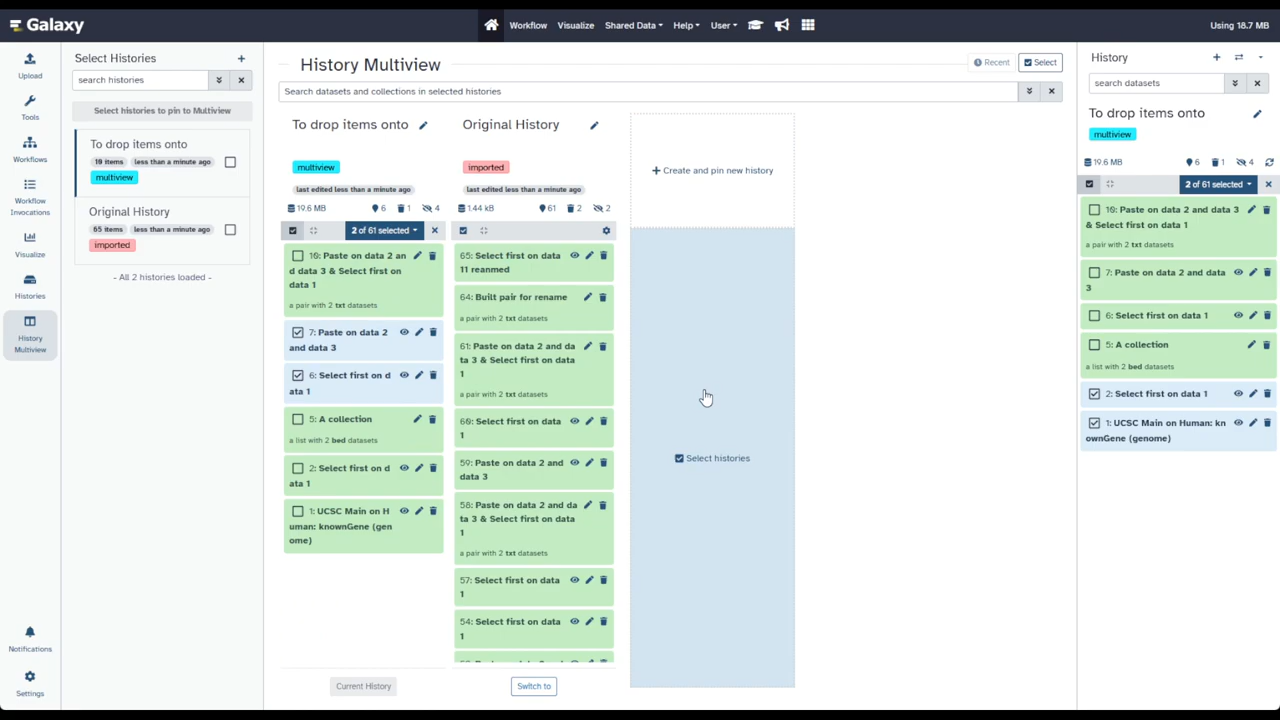 Galaxy
Workflow
Visualize
Shared Data
Help
User
Using 18.7 MB
Upload
Tools
Workflows
Workflow
Invocations
Visualize
Histories
History
Multiview
Notifications
Settings
Select Histories
search histories
Select histories to pin to Multiview
To drop items onto
10 items less than a minute ago
multiview
Original History
65 items less than a minute ago
imported
- All 2 histories loaded -
History Multiview
Recent
Select
Search datasets and collections in selected histories
To drop items onto
multiview
last edited less than a minute ago
19.6 MB 6 1 4
2 of 61 selected
10: Paste on data 2 an
d data 3 & Select first on
data 1
a pair with 2 txt datasets
7: Paste on data 2
and data 3
6: Select first on d
ata 1
5: A collection
a list with 2 bed datasets
2: Select first on d
ata 1
1: UCSC Main on H
uman: knownGene (gen
ome)
Current History
Original History
imported
last edited less than a minute ago
1.44 kB 61 2 2
65: Select first on data
11 reanmed
64: Built pair for rename
a pair with 2 txt datasets
61: Paste on data 2 and da
ta 3 & Select first on data
1
a pair with 2 txt datasets
60: Select first on data
1
59: Paste on data 2 and
data 3
58: Paste on data 2 and da
ta 3 & Select first on data
1
a pair with 2 txt datasets
57: Select first on data
1
54: Select first on data
1
Switch to
+ Create and pin new history
Select histories
History
search datasets
To drop items onto
multiview
19.6 MB 6 1 4
2 of 61 selected
10: Paste on data 2 and data 3
& Select first on data 1
a pair with 2 txt datasets
7: Paste on data 2 and data
3
6: Select first on data 1
5: A collection
a list with 2 bed datasets
2: Select first on data 1
1: UCSC Main on Human: kn
ownGene (genome)